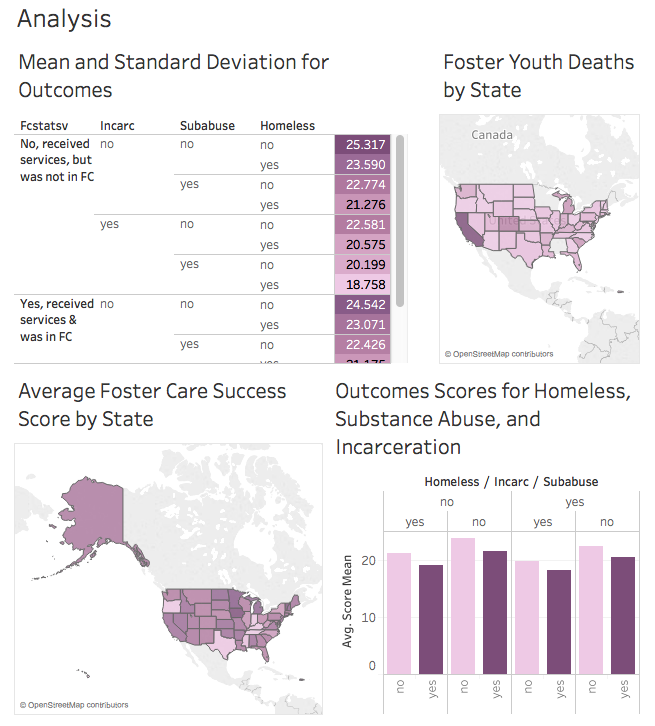 Analysis
Mean and Standard Deviation for
Outcomes
Fcstatsv Incarc Subabuse Homeless
No, received no no no 25.317
services, but yes 23.590
was not in FC yes no 22.774
yes 21.276
yes no no 22.581
yes 20.575
yes no 20.199
yes 18.758
Yes, received no no no 24.542
services & yes 23.071
was in FC yes no 22.426
Foster Youth Deaths
by State
Canada
© OpenStreetMap contributors
Average Foster Care Success
Score by State
© OpenStreetMap contributors
Outcomes Scores for Homeless,
Substance Abuse, and
Incarceration
Homeless / Incarc / Subabuse
no yes
yes no yes no
Avg. Score Mean
20
10
0
no yes no yes no yes no yes